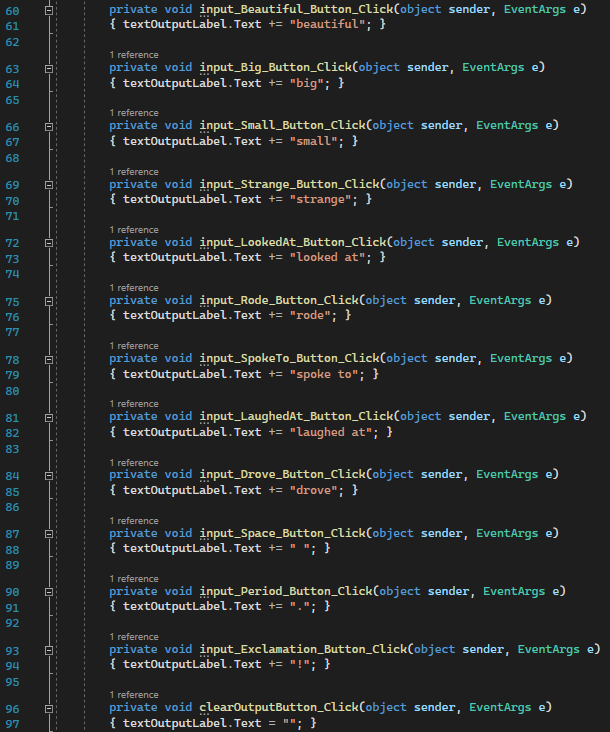 60 private void input_Beautiful_Button_Click(object sender, EventArgs e)
61 { textOutputLabel.Text += "beautiful"; }
62
1 reference
63 private void input_Big_Button_Click(object sender, EventArgs e)
64 { textOutputLabel.Text += "big"; }
65
1 reference
66 private void input_Small_Button_Click(object sender, EventArgs e)
67 { textOutputLabel.Text += "small"; }
68
1 reference
69 private void input_Strange_Button_Click(object sender, EventArgs e)
70 { textOutputLabel.Text += "strange"; }
71
1 reference
72 private void input_LookedAt_Button_Click(object sender, EventArgs e)
73 { textOutputLabel.Text += "looked at"; }
74
1 reference
75 private void input_Rode_Button_Click(object sender, EventArgs e)
76 { textOutputLabel.Text += "rode"; }
77
1 reference
78 private void input_SpokeTo_Button_Click(object sender, EventArgs e)
79 { textOutputLabel.Text += "spoke to"; }
80
1 reference
81 private void input_LaughedAt_Button_Click(object sender, EventArgs e)
82 { textOutputLabel.Text += "laughed at"; }
83
1 reference
84 private void input_Drove_Button_Click(object sender, EventArgs e)
85 { textOutputLabel.Text += "drove"; }
86
1 reference
87 private void input_Space_Button_Click(object sender, EventArgs e)
88 { textOutputLabel.Text += " "; }
89
1 reference
90 private void input_Period_Button_Click(object sender, EventArgs e)
91 { textOutputLabel.Text += "."; }
92
1 reference
93 private void input_Exclamation_Button_Click(object sender, EventArgs e)
94 { textOutputLabel.Text += "!"; }
95
1 reference
96 private void clearOutputButton_Click(object sender, EventArgs e)
97 { textOutputLabel.Text = ""; }